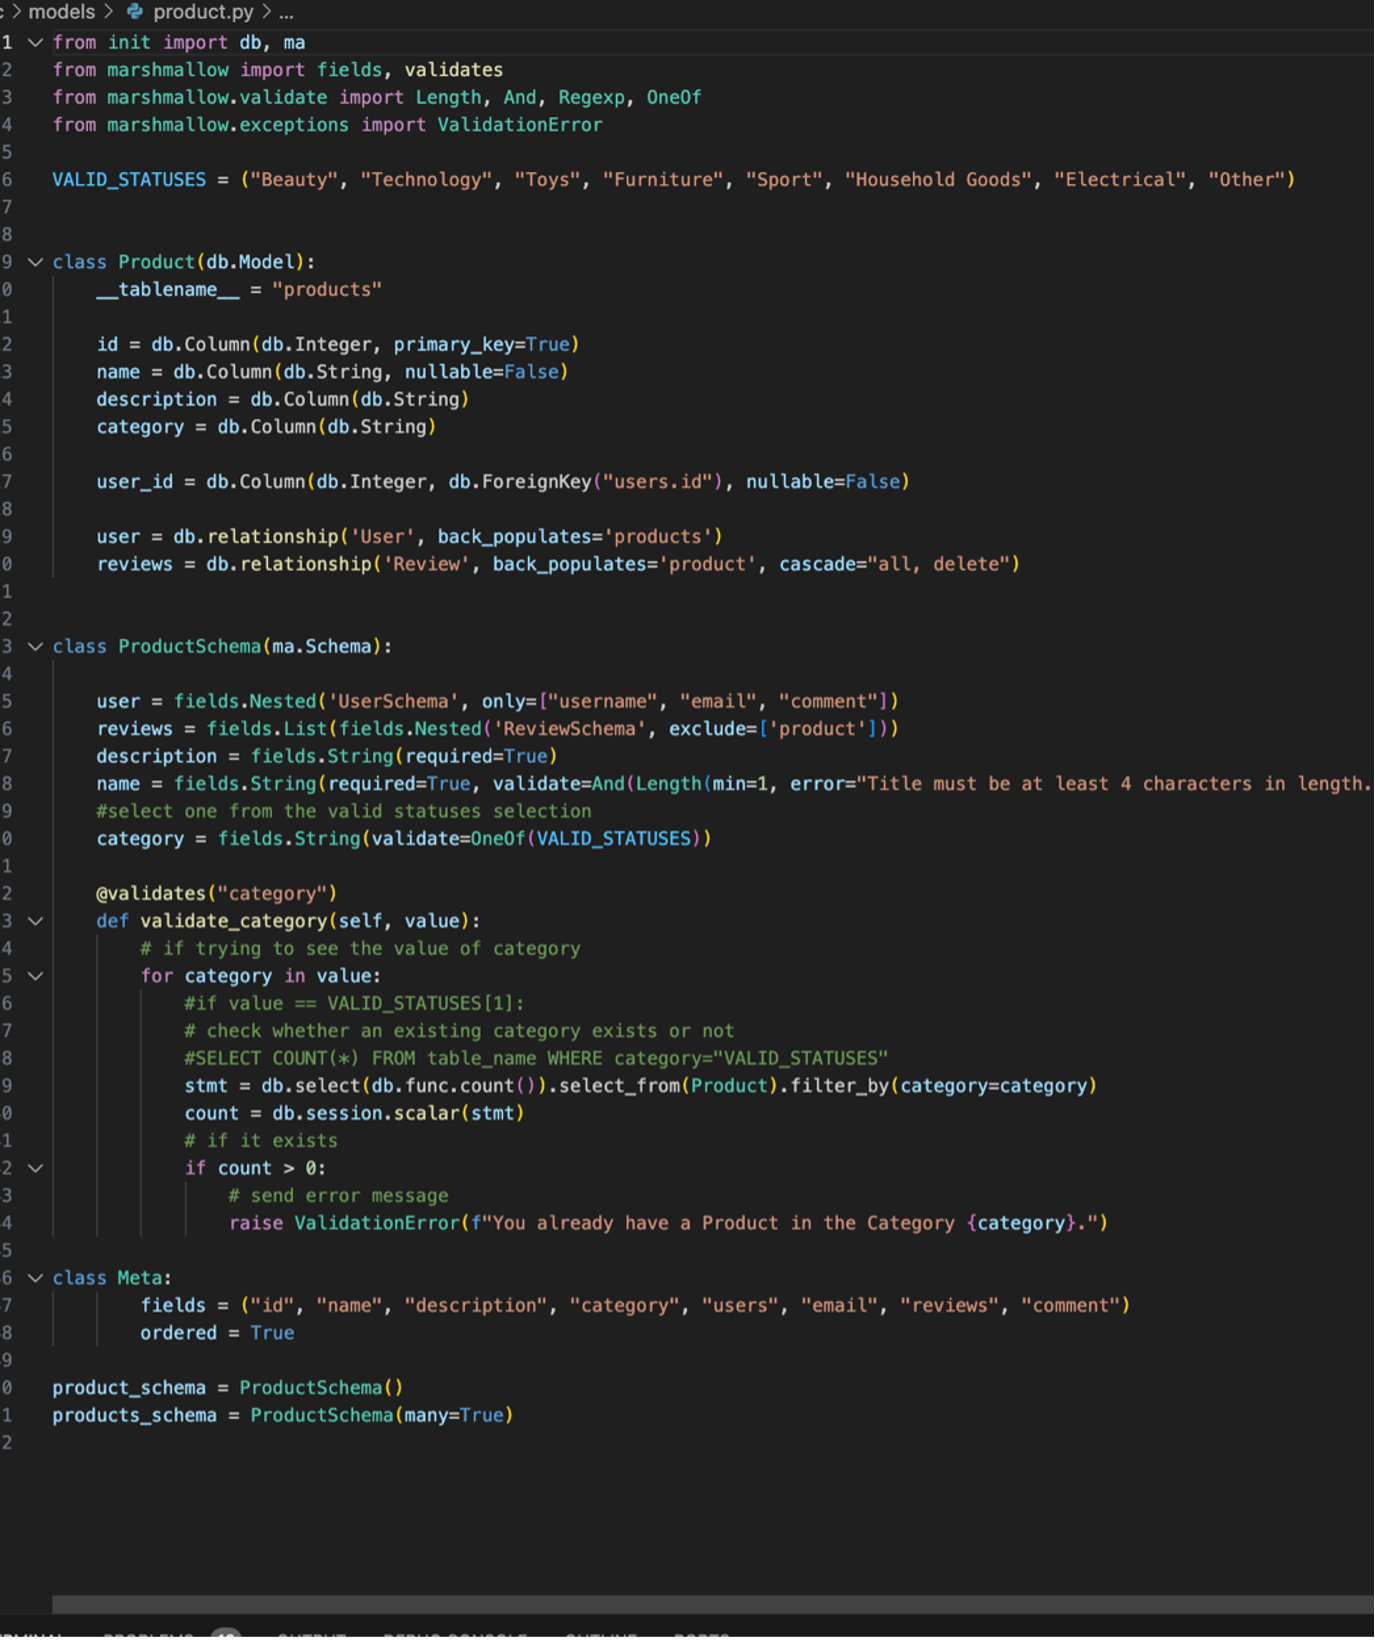 > models > product.py > ...
1 from init import db, ma
2 from marshmallow import fields, validates
3 from marshmallow.validate import Length, And, Regexp, OneOf
4 from marshmallow.exceptions import ValidationError
5
6 VALID_STATUSES = ("Beauty", "Technology", "Toys", "Furniture", "Sport", "Household Goods", "Electrical", "Other")
7
8
9 class Product(db.Model):
0 __tablename__ = "products"
1
2 id = db.Column(db.Integer, primary_key=True)
3 name = db.Column(db.String, nullable=False)
4 description = db.Column(db.String)
5 category = db.Column(db.String)
6
7 user_id = db.Column(db.Integer, db.ForeignKey("users.id"), nullable=False)
8
9 user = db.relationship('User', back_populates='products')
0 reviews = db.relationship('Review', back_populates='product', cascade="all, delete")
1
2
3 class ProductSchema(ma.Schema):
4
5 user = fields.Nested('UserSchema', only=["username", "email", "comment"])
6 reviews = fields.List(fields.Nested('ReviewSchema', exclude=['product']))
7 description = fields.String(required=True)
8 name = fields.String(required=True, validate=And(Length(min=1, error="Title must be at least 4 characters in length.
9 #select one from the valid statuses selection
0 category = fields.String(validate=OneOf(VALID_STATUSES))
1
2 @validates("category")
3 def validate_category(self, value):
4 # if trying to see the value of category
5 for category in value:
6 #if value == VALID_STATUSES[1]:
7 # check whether an existing category exists or not
8 #SELECT COUNT(*) FROM table_name WHERE category="VALID_STATUSES"
9 stmt = db.select(db.func.count()).select_from(Product).filter_by(category=category)
0 count = db.session.scalar(stmt)
1 # if it exists
2 if count > 0:
3 # send error message
4 raise ValidationError(f"You already have a Product in the Category {category}.")
5
6 class Meta:
7 fields = ("id", "name", "description", "category", "users", "email", "reviews", "comment")
8 ordered = True
9
0 product_schema = ProductSchema()
1 products_schema = ProductSchema(many=True)
2